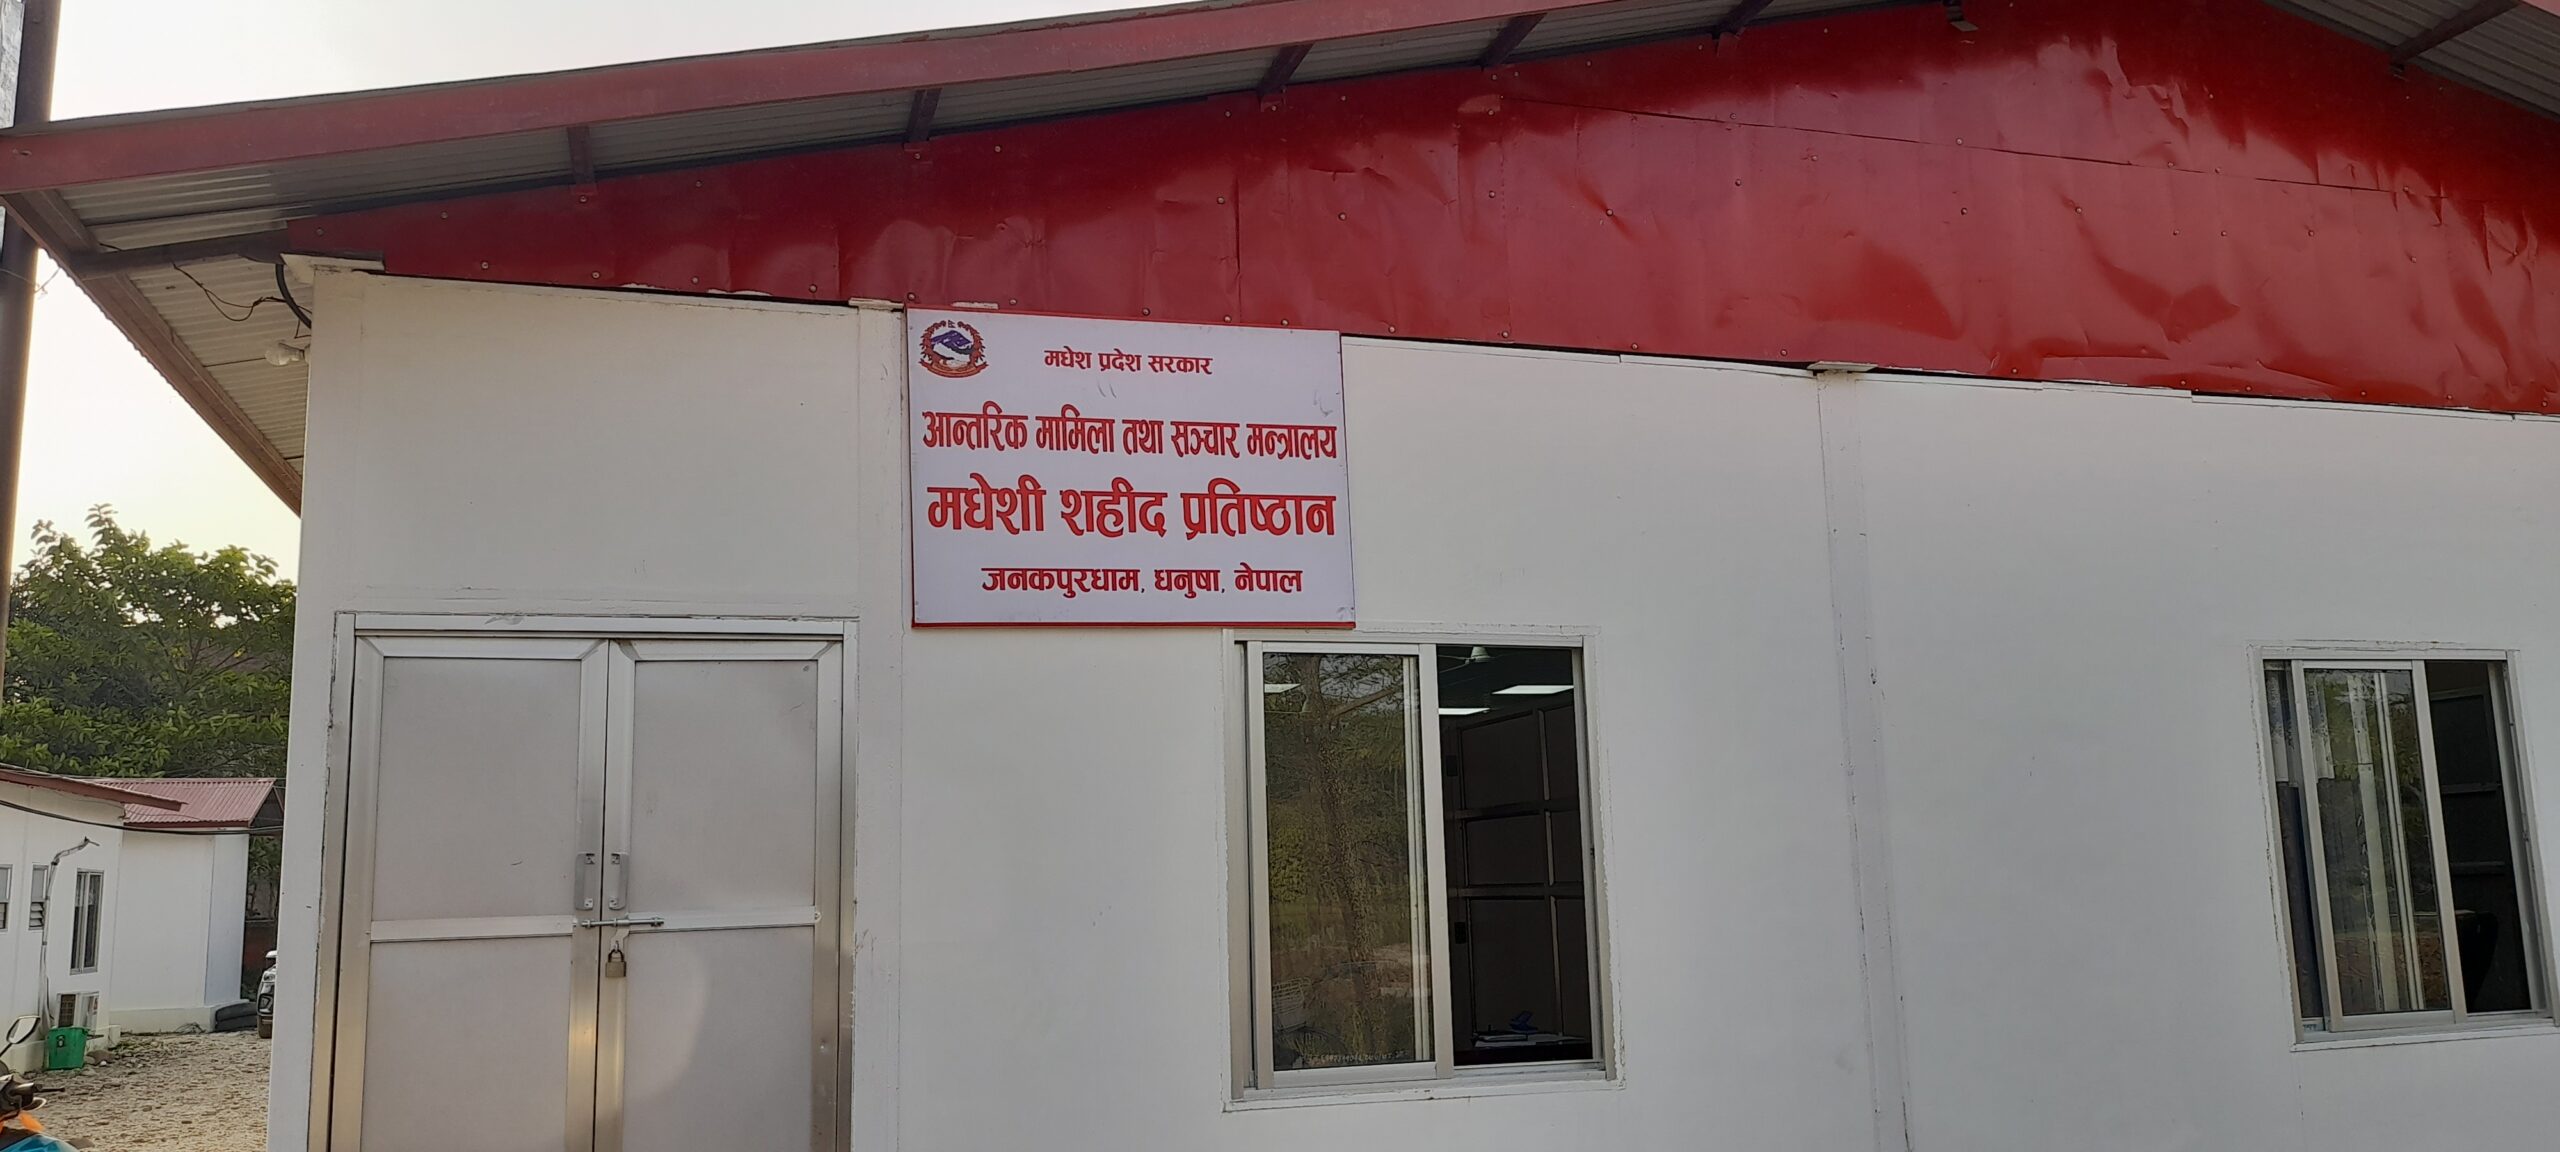 मधेश प्रदेश सरकार
आन्तरिक मामिला तथा सञ्चार मन्त्रालय
मधेशी शहीद प्रतिष्ठान
जनकपुरधाम, धनुषा, नेपाल